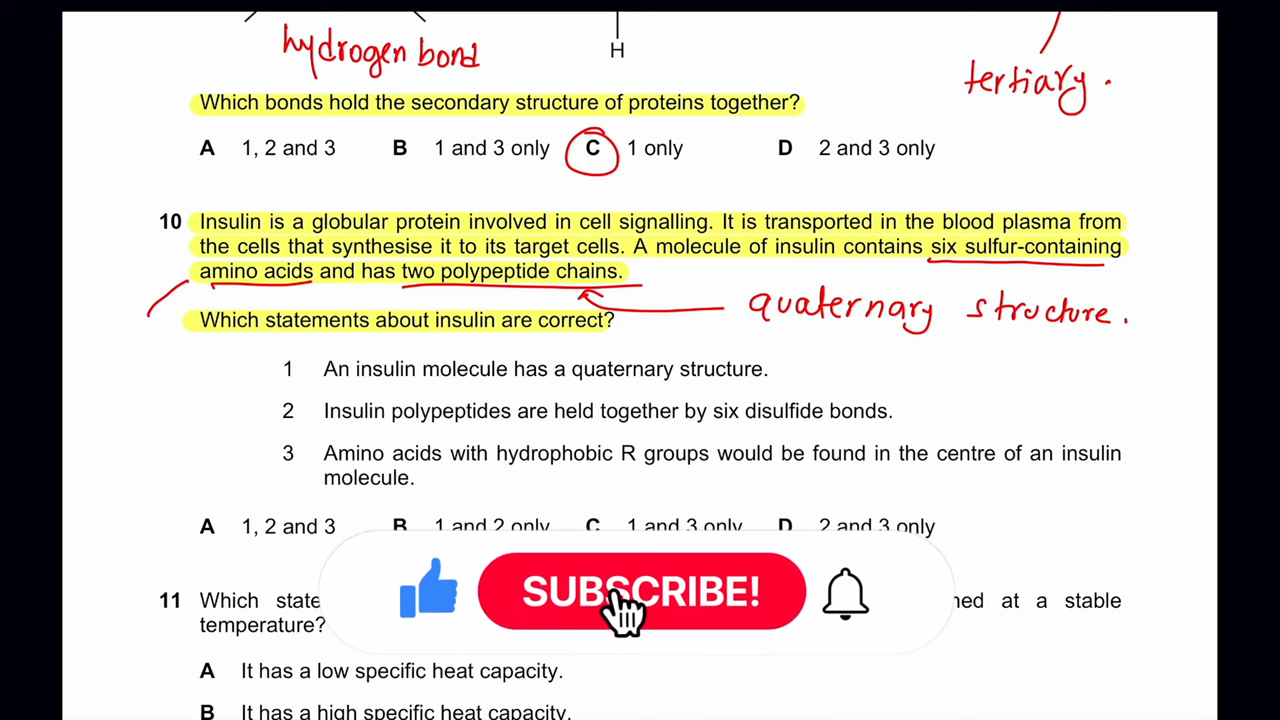 H
hydrogen bond
tertiary.
Which bonds hold the secondary structure of proteins together?
A 1, 2 and 3 B 1 and 3 only C 1 only D 2 and 3 only
10 Insulin is a globular protein involved in cell signalling. It is transported in the blood plasma from
the cells that synthesise it to its target cells. A molecule of insulin contains six sulfur-containing
amino acids and has two polypeptide chains.
quaternary structure.
Which statements about insulin are correct?
1 An insulin molecule has a quaternary structure.
2 Insulin polypeptides are held together by six disulfide bonds.
3 Amino acids with hydrophobic R groups would be found in the centre of an insulin
molecule.
A 1, 2 and 3 B 1 and 2 only C 1 and 3 only D 2 and 3 only
SUBSCRIBE!
11 Which at a stable
temperature?
A It has a low specific heat capacity.
B It has a high specific heat capacity.